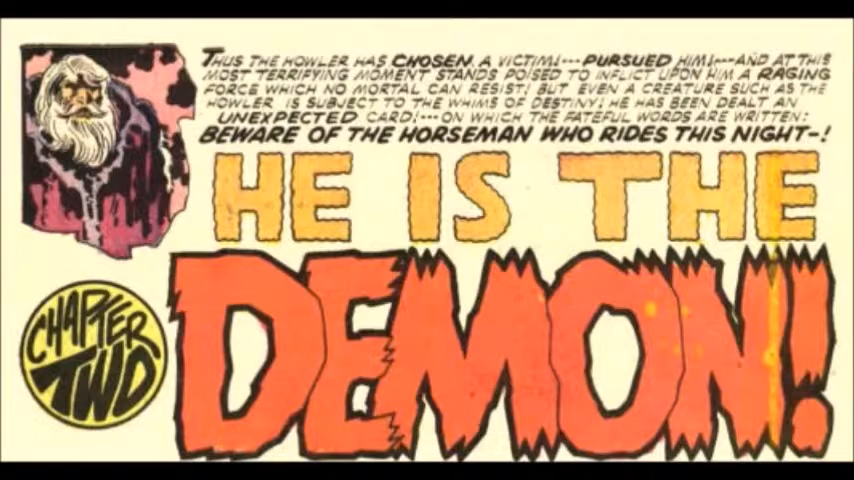 THUS THE HOWLER HAS CHOSEN A VICTIM!---PURSUED HIM!---AND AT THIS
MOST TERRIFYING MOMENT STANDS POISED TO INFLICT UPON HIM A RAGING
FORCE WHICH NO MORTAL CAN RESIST! BUT EVEN A CREATURE SUCH AS THE
HOWLER IS SUBJECT TO THE WHIMS OF DESTINY! HE HAS BEEN DEALT AN
UNEXPECTED CARD!---ON WHICH THE FATEFUL WORDS ARE WRITTEN:
BEWARE OF THE HORSEMAN WHO RIDES THIS NIGHT-!
HE IS THE
DEMON!
CHAPTER
TWO